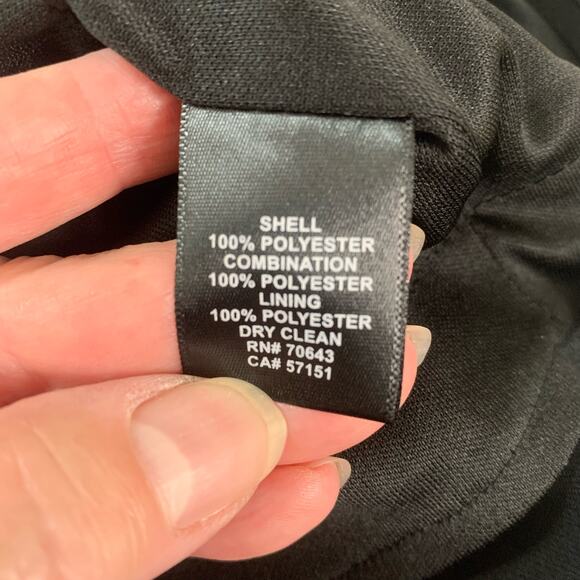 SHELL
100% POLYESTER
COMBINATION
100% POLYESTER
LINING
100% POLYESTER
DRY CLEAN
RN# 70643
CA# 57151